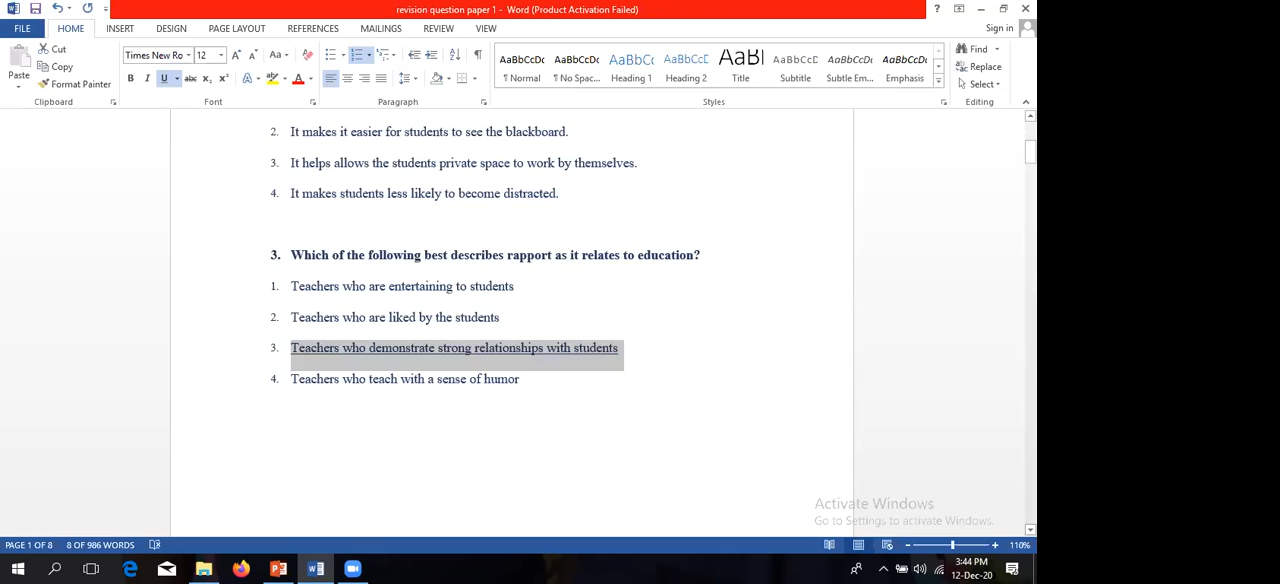 revision question paper 1 - Word (Product Activation Failed)
? 
FILE HOME INSERT DESIGN PAGE LAYOUT REFERENCES MAILINGS REVIEW VIEW Sign in
Paste Cut Copy Format Painter
Times New Ro 12 Aa
B I U abc x₂ x² A A
AaBbCcDc AaBbCcDc AaBbC AaBbCc AaBI AaBbCcD AaBbCcDc AaBbCcDc
¶ Normal ¶ No Spac... Heading 1 Heading 2 Title Subtitle Subtle Em... Emphasis
Find Replace Select
Clipboard Font Paragraph Styles Editing
2. It makes it easier for students to see the blackboard.
3. It helps allows the students private space to work by themselves.
4. It makes students less likely to become distracted.
3. Which of the following best describes rapport as it relates to education?
1. Teachers who are entertaining to students
2. Teachers who are liked by the students
3. Teachers who demonstrate strong relationships with students
4. Teachers who teach with a sense of humor
Activate Windows
Go to Settings to activate Windows.
PAGE 1 OF 8 8 OF 986 WORDS 110%
3:44 PM
12-Dec-20